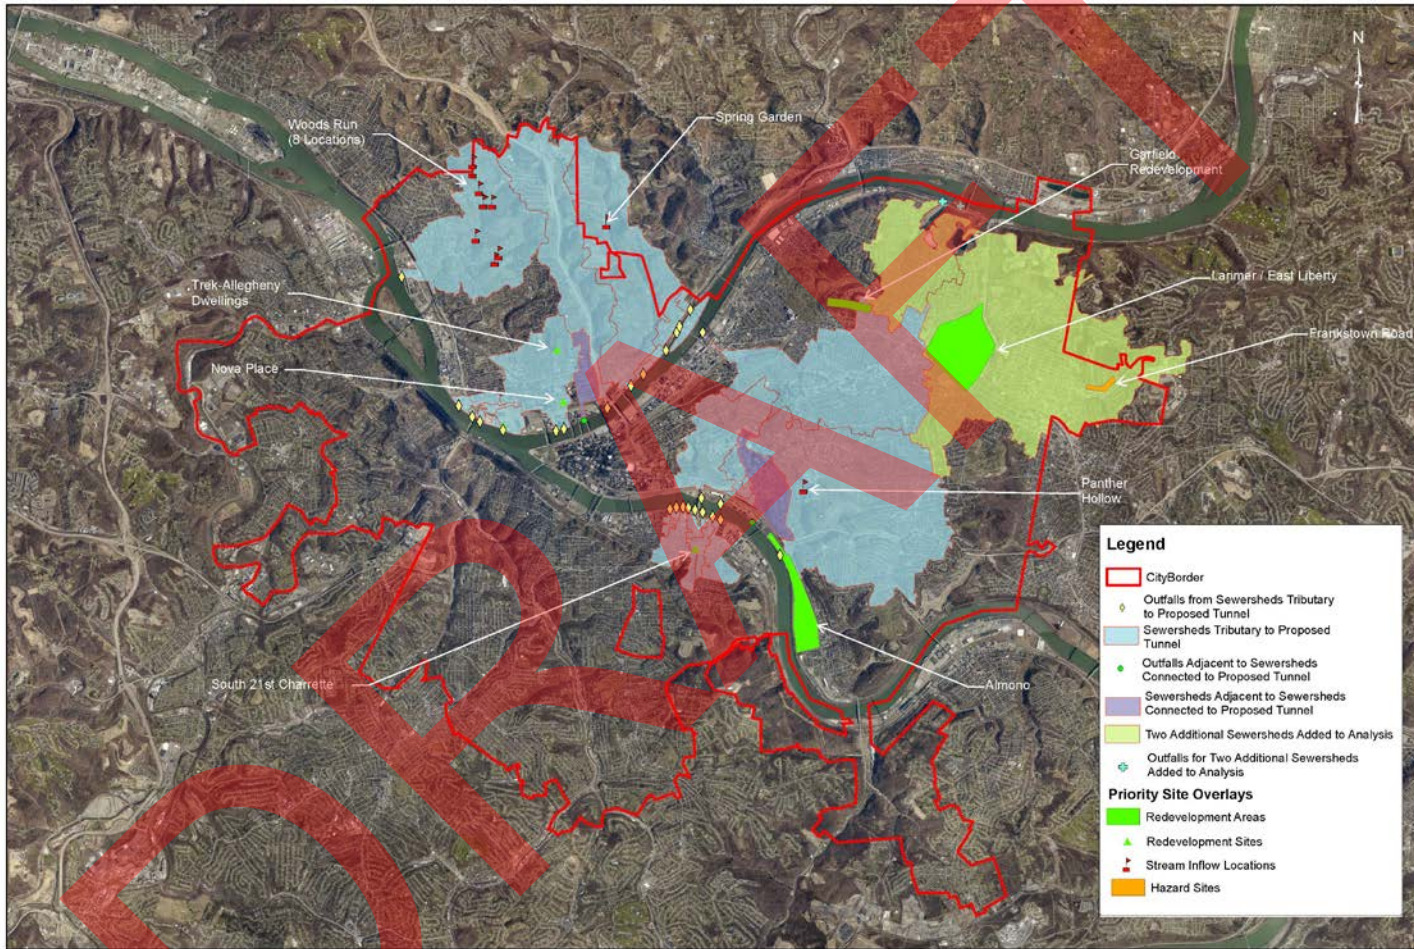 N
Woods Run
(8 Locations)
Spring Garden
Garfield
Redevelopment
Trek-Allegheny
Dwellings
Larimer / East Liberty
Nova Place
Frankstown Road
Panther
Hollow
South 21st Charrette
Almono
DRAFT
Legend
CityBorder
Outfalls from Sewersheds Tributary
to Proposed Tunnel
Sewersheds Tributary to Proposed
Tunnel
Outfalls Adjacent to Sewersheds
Connected to Proposed Tunnel
Sewersheds Adjacent to Sewersheds
Connected to Proposed Tunnel
Two Additional Sewersheds Added to Analysis
Outfalls for Two Additional Sewersheds
Added to Analysis
Priority Site Overlays
Redevelopment Areas
Redevelopment Sites
Stream Inflow Locations
Hazard Sites